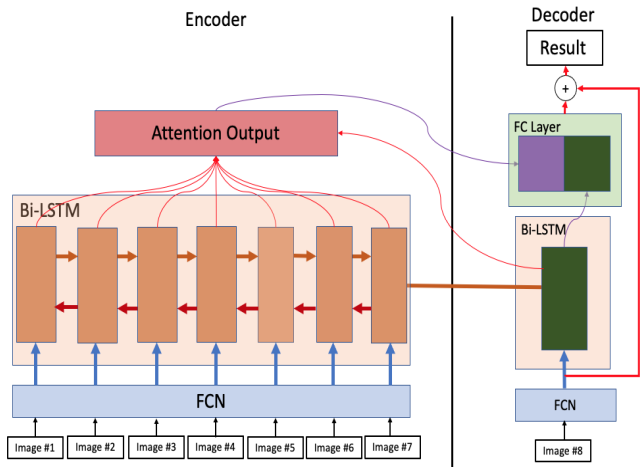 Encoder
Decoder
Result
+
FC Layer
Attention Output
Bi-LSTM
Bi-LSTM
FCN
FCN
Image #1
Image #2
Image #3
Image #4
Image #5
Image #6
Image #7
Image #8